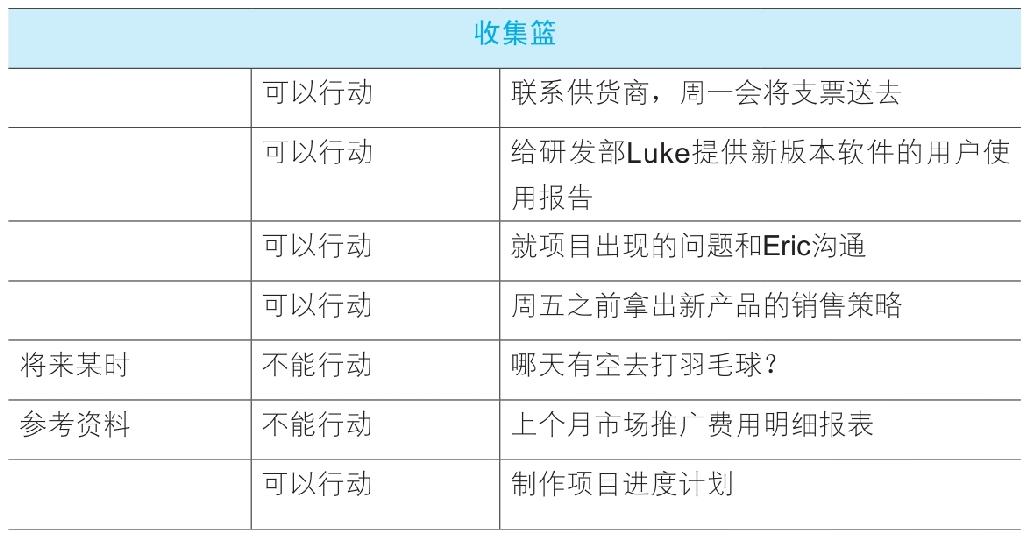 收集篮
可以行动 联系供货商，周一会将支票送去
可以行动 给研发部Luke提供新版本软件的用户使
用报告
可以行动 就项目出现的问题和Eric沟通
可以行动 周五之前拿出新产品的销售策略
将来某时 不能行动 哪天有空去打羽毛球？
参考资料 不能行动 上个月市场推广费用明细报表
可以行动 制作项目进度计划